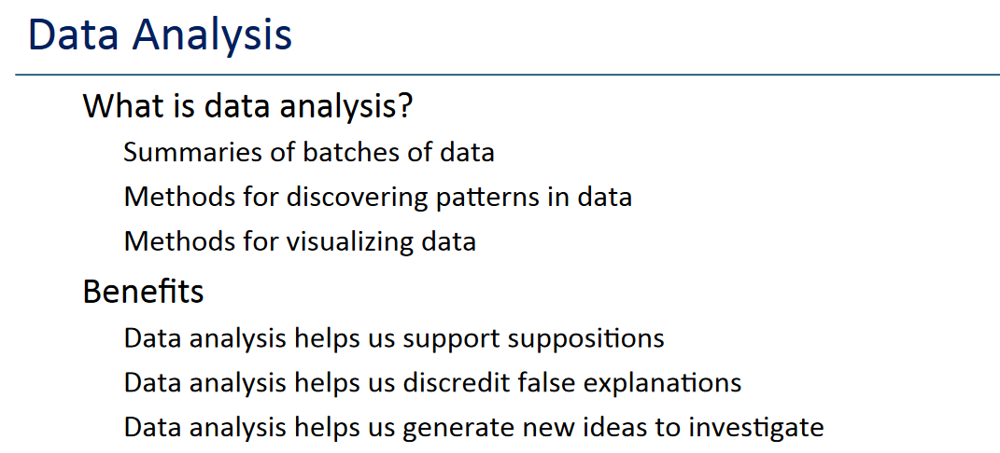 Data Analysis
What is data analysis?
Summaries of batches of data
Methods for discovering patterns in data
Methods for visualizing data
Benefits
Data analysis helps us support suppositions
Data analysis helps us discredit false explanations
Data analysis helps us generate new ideas to investigate